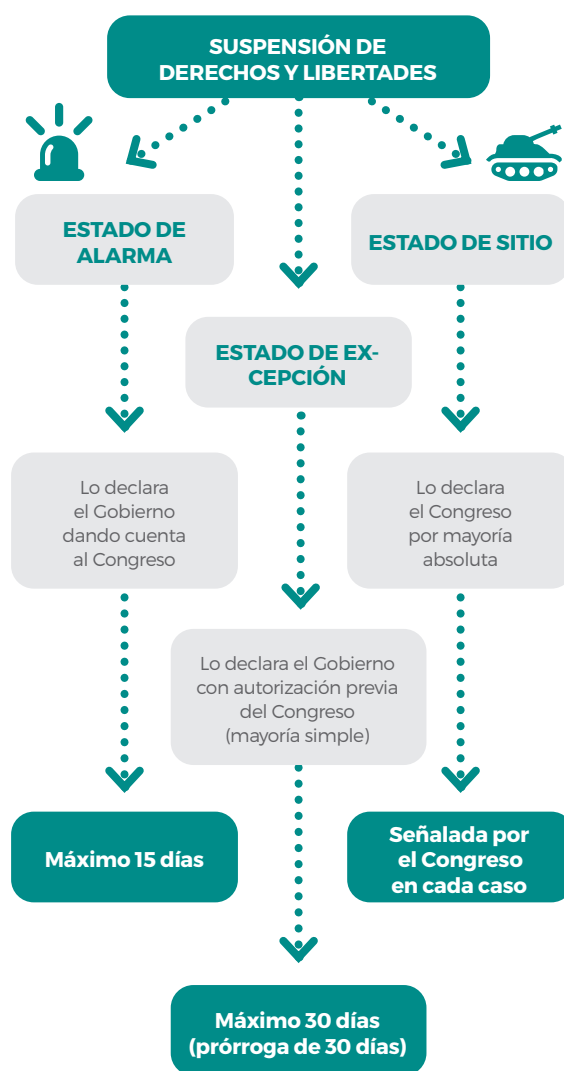 SUSPENSIÓN DE
DERECHOS Y LIBERTADES
ESTADO DE
ALARMA
ESTADO DE SITIO
ESTADO DE EX-
CEPCIÓN
Lo declara
el Gobierno
dando cuenta
al Congreso
Lo declara
el Congreso
por mayoría
absoluta
Lo declara el Gobierno
con autorización previa
del Congreso
(mayoría simple)
Máximo 15 días
Señalada por
el Congreso
en cada caso
Máximo 30 días
(prórroga de 30 días)